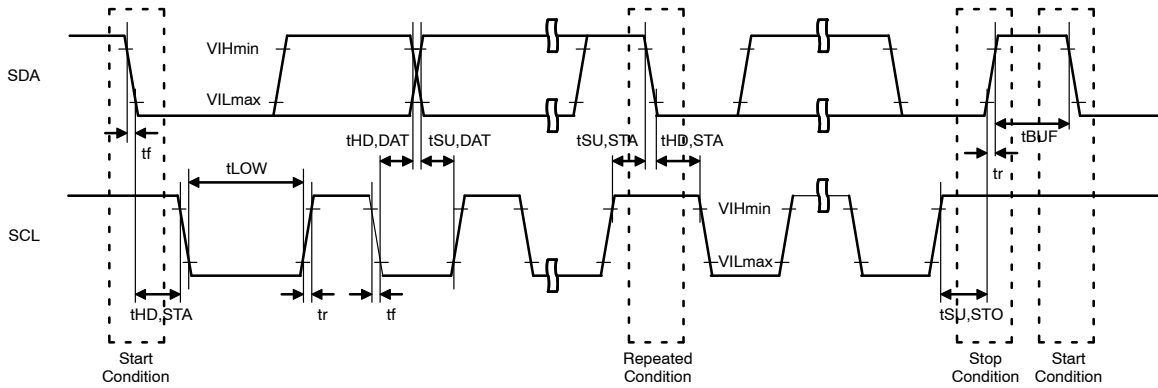 SDA
VIHmin
VILmax
tf
tHD,DAT
tSU,DAT
tSU,STA
tHD,STA
tBUF
tr
tLOW
SCL
VIHmin
VILmax
tHD,STA
tr
tf
tSU,STO
Start
Condition
Repeated
Condition
Stop
Condition
Start
Condition